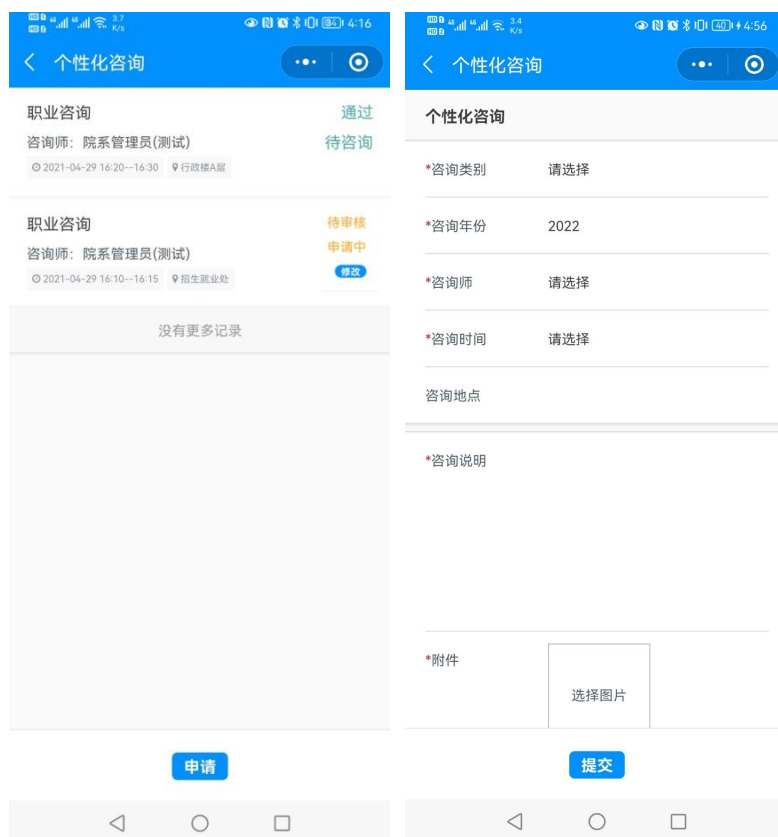 3.7
K/s
84
4:16
个性化咨询
职业咨询
通过
咨询师：院系管理员(测试)
待咨询
2021-04-29 16:20--16:30
行政楼A层
职业咨询
待审核
咨询师：院系管理员(测试)
申请中
2021-04-29 16:10--16:15
招生就业处
修改
没有更多记录
申请
3.4
K/s
40
4:56
个性化咨询
个性化咨询
*咨询类别
请选择
*咨询年份
2022
*咨询师
请选择
*咨询时间
请选择
咨询地点
*咨询说明
*附件
选择图片
提交